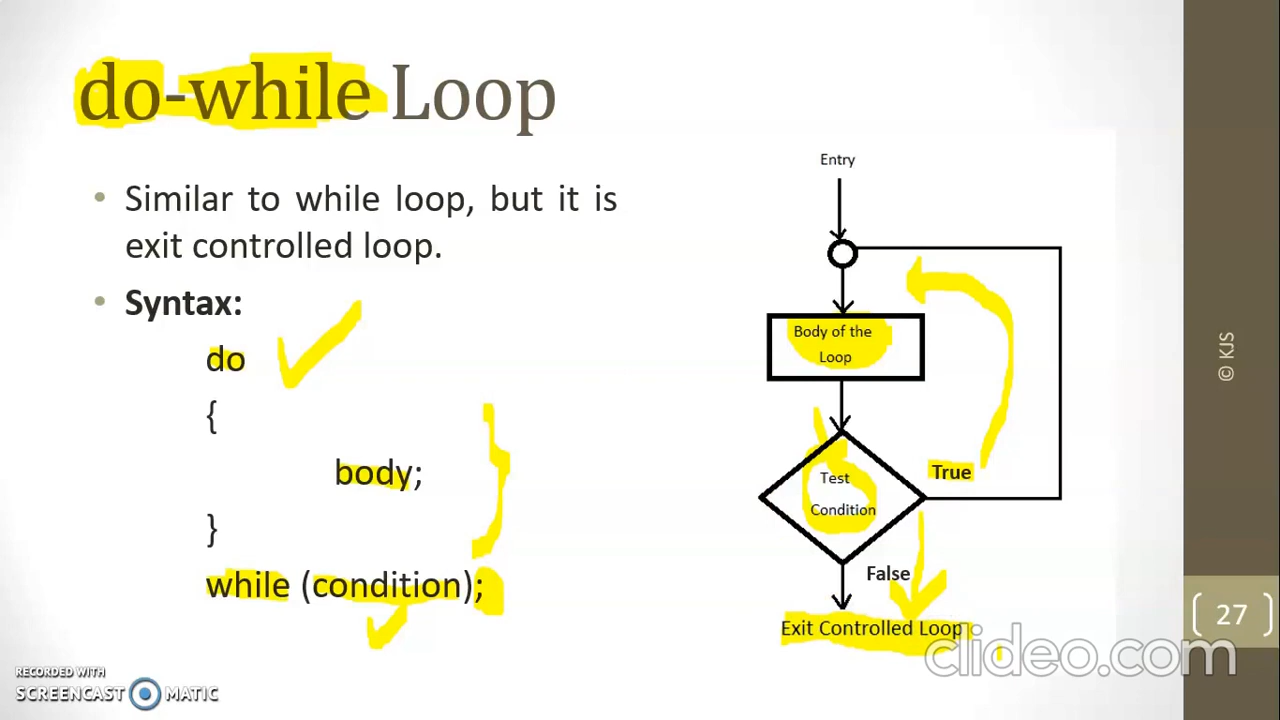 do-while Loop
• Similar to while loop, but it is
exit controlled loop.
• Syntax:
do
{
body;
}
while (condition);
Entry
Body of the
Loop
Test
Condition
True
False
Exit Controlled Loop
© KJS
27
clideo.com
RECORDED WITH
SCREENCAST MATIC